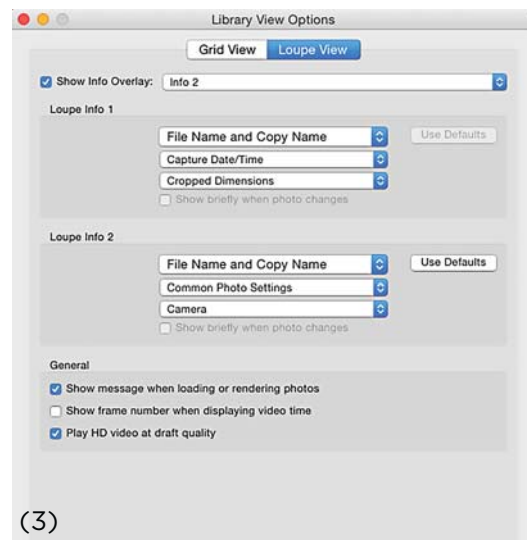 Library View Options
Grid View Loupe View
Show Info Overlay: Info 2
Loupe Info 1
File Name and Copy Name Use Defaults
Capture Date/Time
Cropped Dimensions
Show briefly when photo changes
Loupe Info 2
File Name and Copy Name Use Defaults
Common Photo Settings
Camera
Show briefly when photo changes
General
Show message when loading or rendering photos
Show frame number when displaying video time
Play HD video at draft quality
(3)